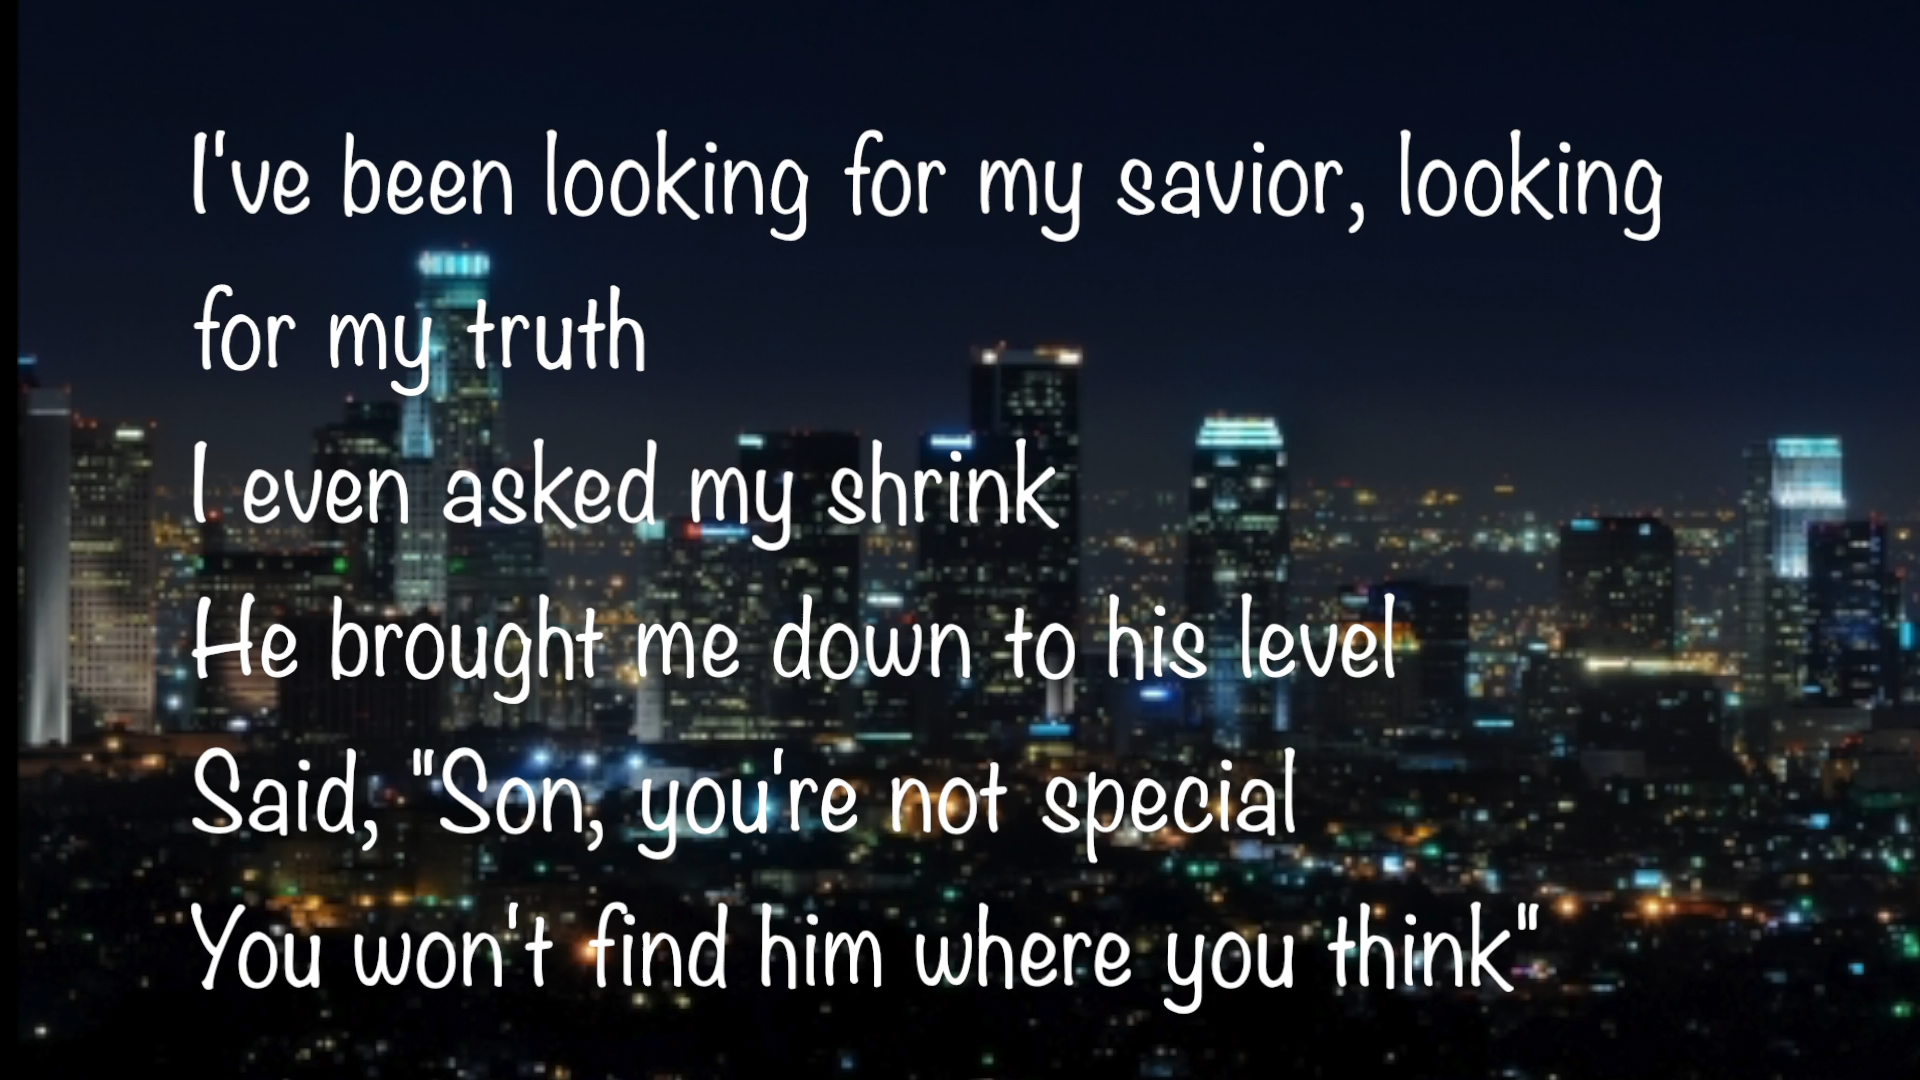 I've been looking for my savior, looking
for my truth
I even asked my shrink
He brought me down to his level
Said, "Son, you're not special
You won't find him where you think"